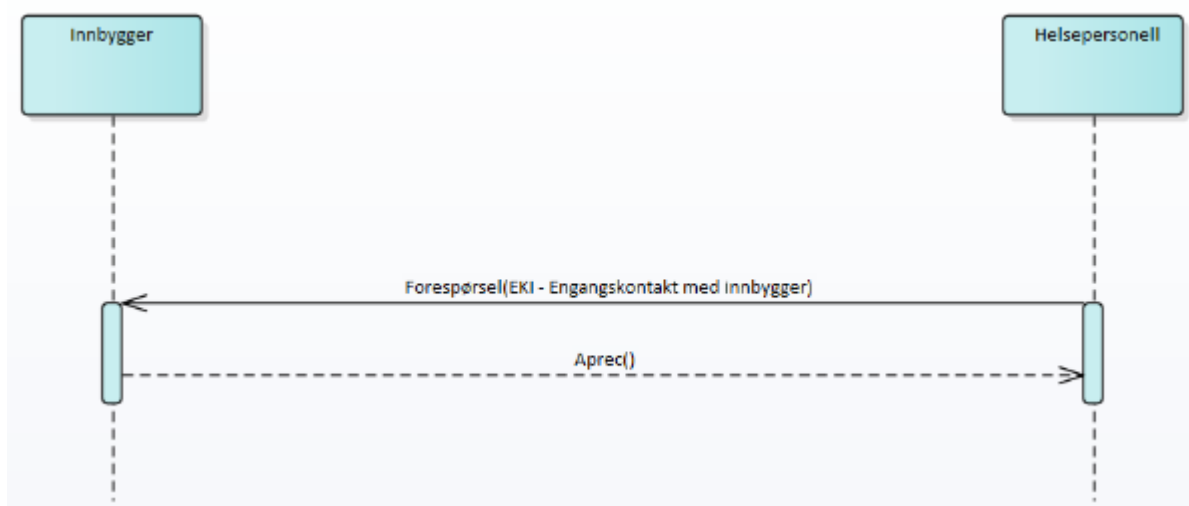 Innbygger
Helsepersonell
Forespørsel(EKI - Engangskontakt med innbygger)
Aprec()